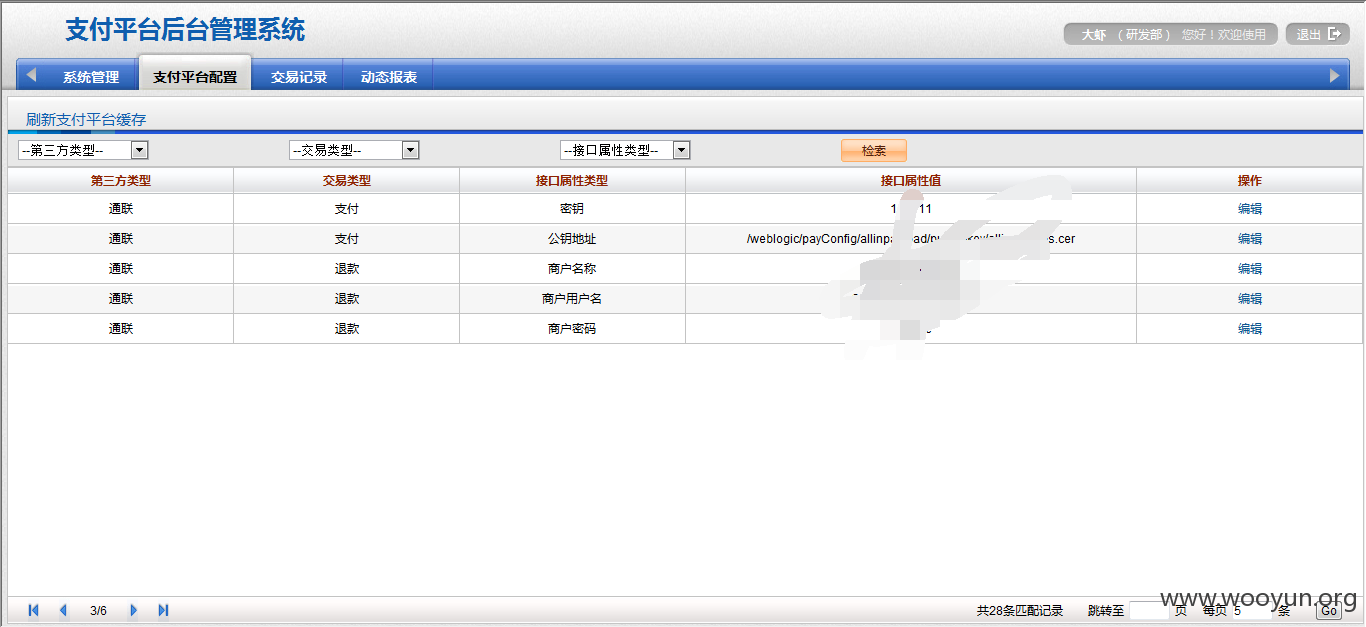 支付平台后台管理系统
大虾 （研发部） 您好！欢迎使用 退出
系统管理 支付平台配置 交易记录 动态报表
刷新支付平台缓存
--第三方类型-- --交易类型-- --接口属性类型-- 检索
第三方类型 交易类型 接口属性类型 接口属性值 操作
通联 支付 密钥 1 11 编辑
通联 支付 公钥地址 /weblogic/payConfig/allinpa ad/ .cer 编辑
通联 退款 商户名称 编辑
通联 退款 商户用户名 编辑
通联 退款 商户密码 编辑
3/6 共28条匹配记录 跳转至 页 每页 5 条 Go
www.wooyun.org